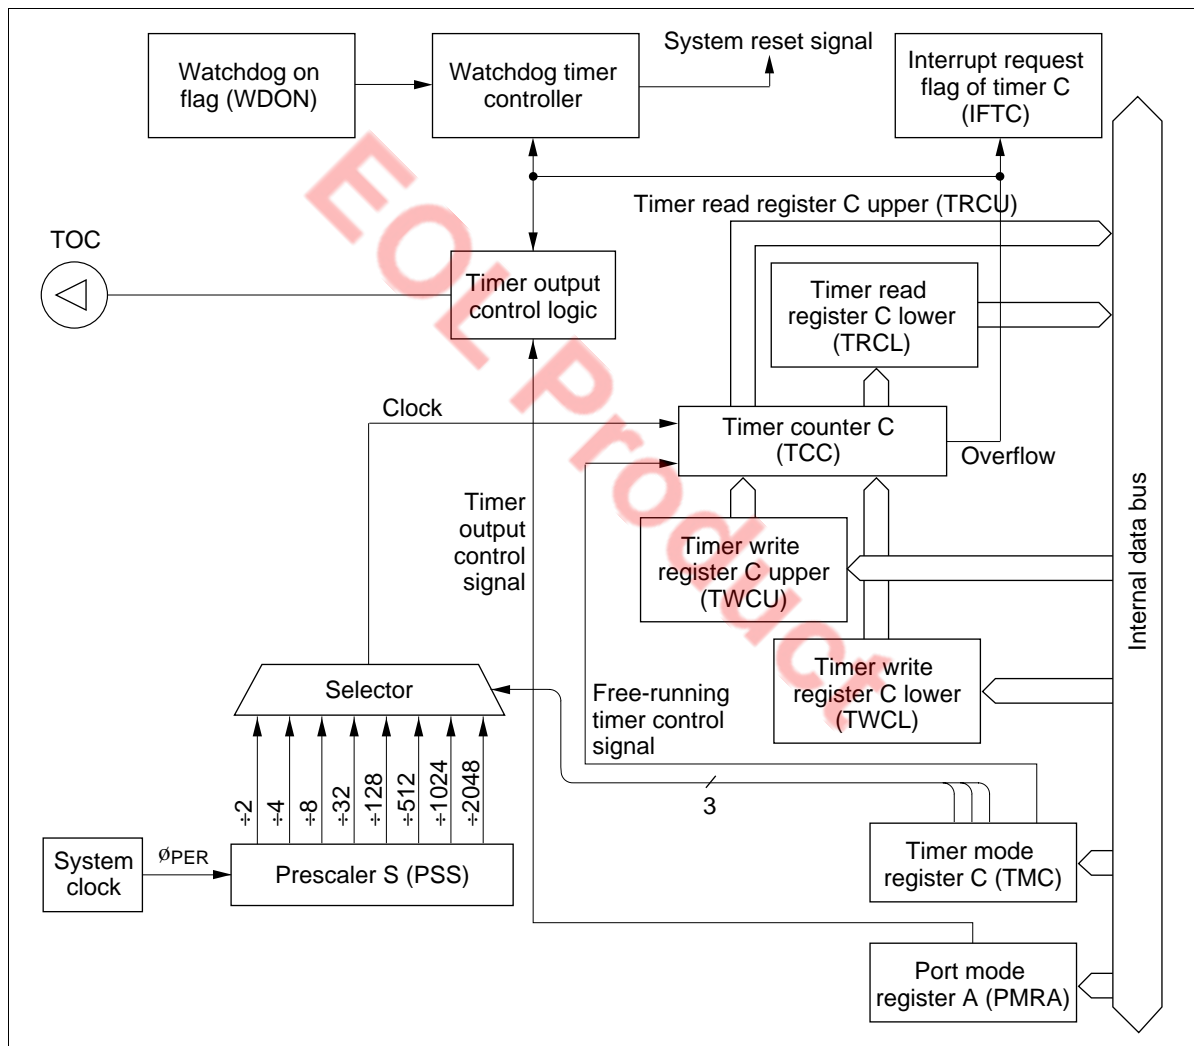 System reset signal
Watchdog on
flag (WDON)
Watchdog timer
controller
Interrupt request
flag of timer C
(IFTC)
Timer read register C upper (TRCU)
TOC
Timer output
control logic
Timer read
register C lower
(TRCL)
Clock
Timer counter C
(TCC)
Overflow
Timer
output
control
signal
Timer write
register C upper
(TWCU)
Internal data bus
Timer write
register C lower
(TWCL)
Selector
Free-running
timer control
signal
÷2
÷4
÷8
÷32
÷128
÷512
÷1024
÷2048
3
System
clock
øPER
Prescaler S (PSS)
Timer mode
register C (TMC)
Port mode
register A (PMRA)
EOL Product